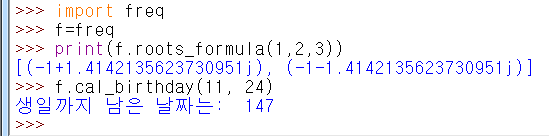 >>> import freq
>>> f=freq
>>> print(f.roots_formula(1,2,3))
[(-1+1.4142135623730951j), (-1-1.4142135623730951j)]
>>> f.cal_birthday(11, 24)
생일까지 남은 날짜는:  147
>>>